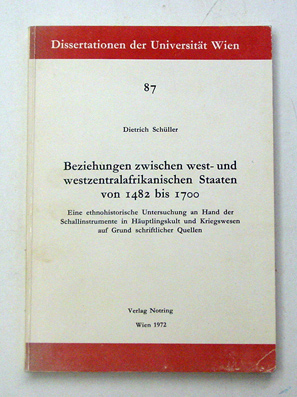 Dissertationen der Universität Wien
87
Dietrich Schüller
Beziehungen zwischen west- und
westzentralafrikanischen Staaten
von 1482 bis 1700
Eine ethnohistorische Untersuchung an Hand der
Schallinstrumente in Häuptlingskult und Kriegswesen
auf Grund schriftlicher Quellen
Verlag Notring
Wien 1972